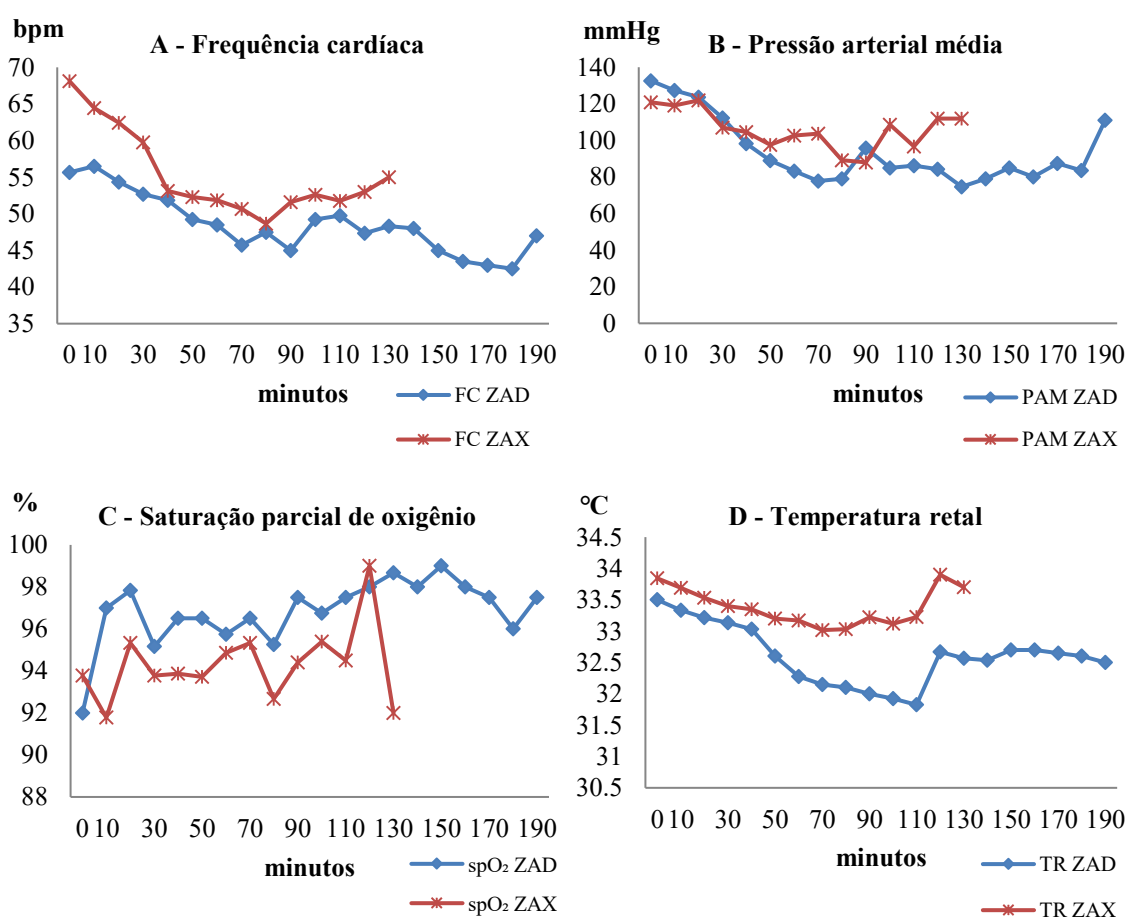 bpm
A - Frequência cardíaca
70
65
60
55
50
45
40
35
0 10 30 50 70 90 110 130 150 170 190
minutos
FC ZAD
FC ZAX
mmHg
B - Pressão arterial média
140
120
100
80
60
40
20
0
0 10 30 50 70 90 110 130 150 170 190
minutos
PAM ZAD
PAM ZAX
%
C - Saturação parcial de oxigênio
100
98
96
94
92
90
88
0 10 30 50 70 90 110 130 150 170 190
minutos
spO₂ ZAD
spO₂ ZAX
°C
D - Temperatura retal
34.5
34
33.5
33
32.5
32
31.5
31
30.5
0 10 30 50 70 90 110 130 150 170 190
minutos
TR ZAD
TR ZAX